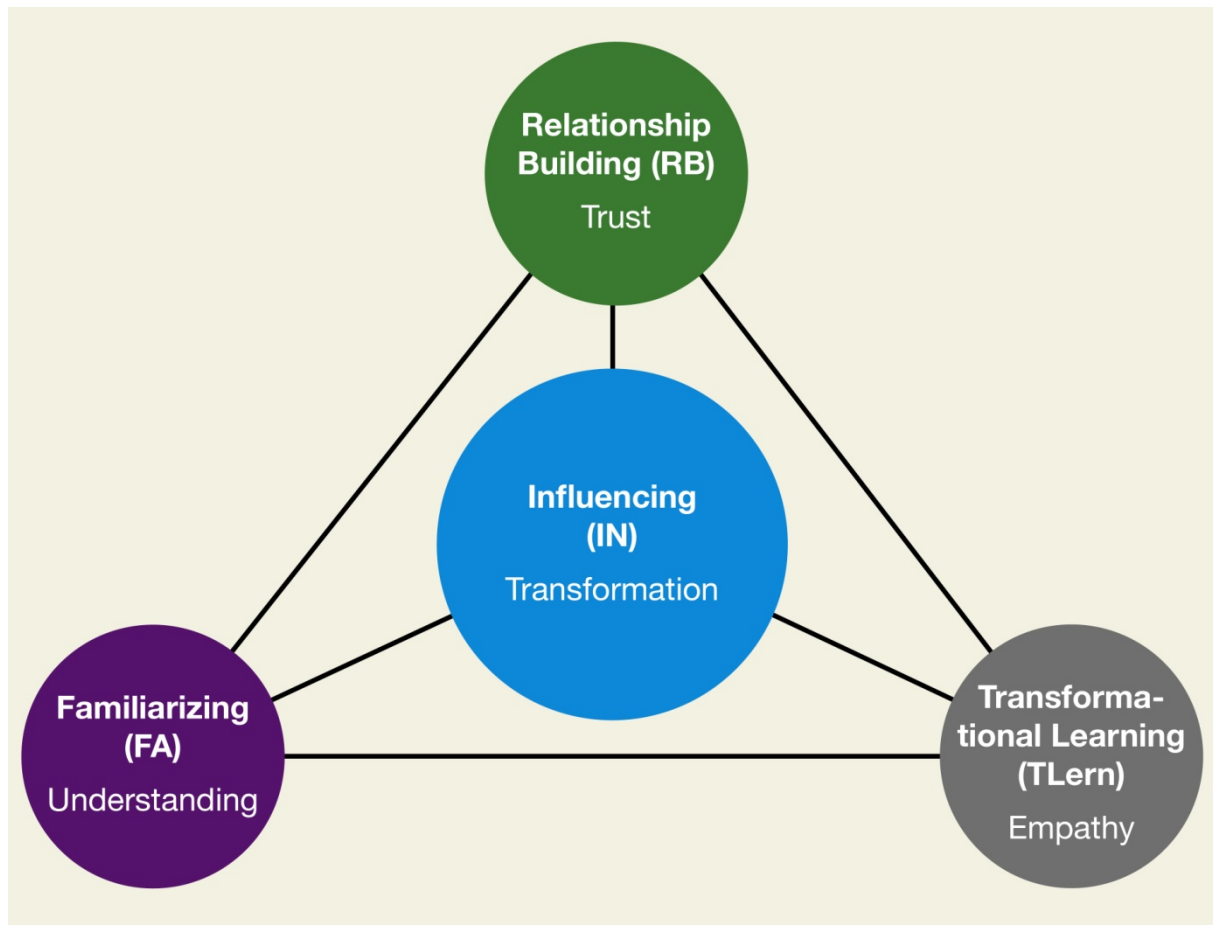 Relationship
Building (RB)
Trust
Influencing
(IN)
Transformation
Familiarizing
(FA)
Understanding
Transforma-
tional Learning
(TLern)
Empathy